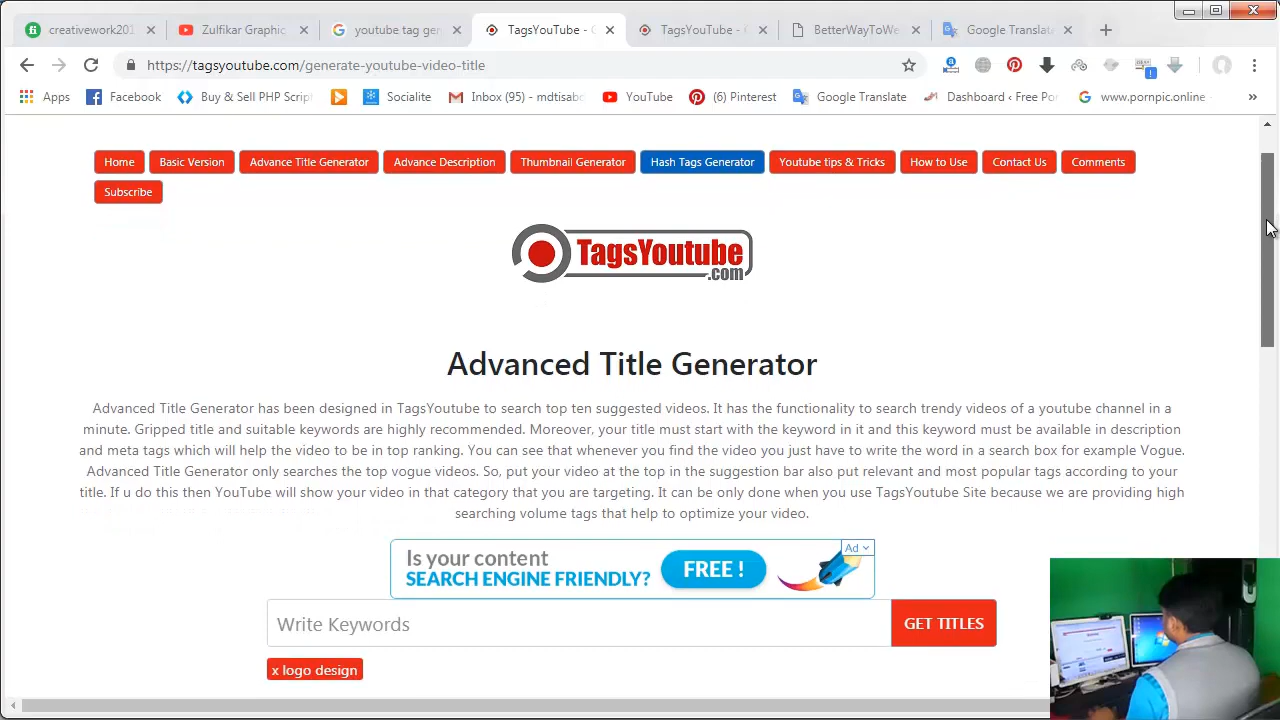 creativework201
Zulfikar Graphic
youtube tag gen
TagsYouTube - G
TagsYouTube - K
BetterWayToWe
Google Translate
https://tagsyoutube.com/generate-youtube-video-title
Apps
Facebook
Buy & Sell PHP Script
Socialite
Inbox (95) - mdtisab
YouTube
(6) Pinterest
Google Translate
Dashboard ‹ Free Po
www.pornpic.online
Home
Basic Version
Advance Title Generator
Advance Description
Thumbnail Generator
Hash Tags Generator
Youtube tips & Tricks
How to Use
Contact Us
Comments
Subscribe
TagsYoutube
.com
Advanced Title Generator
Advanced Title Generator has been designed in TagsYoutube to search top ten suggested videos. It has the functionality to search trendy videos of a youtube channel in a
minute. Gripped title and suitable keywords are highly recommended. Moreover, your title must start with the keyword in it and this keyword must be available in description
and meta tags which will help the video to be in top ranking. You can see that whenever you find the video you just have to write the word in a search box for example Vogue.
Advanced Title Generator only searches the top vogue videos. So, put your video at the top in the suggestion bar also put relevant and most popular tags according to your
title. If u do this then YouTube will show your video in that category that you are targeting. It can be only done when you use TagsYoutube Site because we are providing high
searching volume tags that help to optimize your video.
Is your content
SEARCH ENGINE FRIENDLY?
FREE !
Ad
Write Keywords
GET TITLES
x logo design